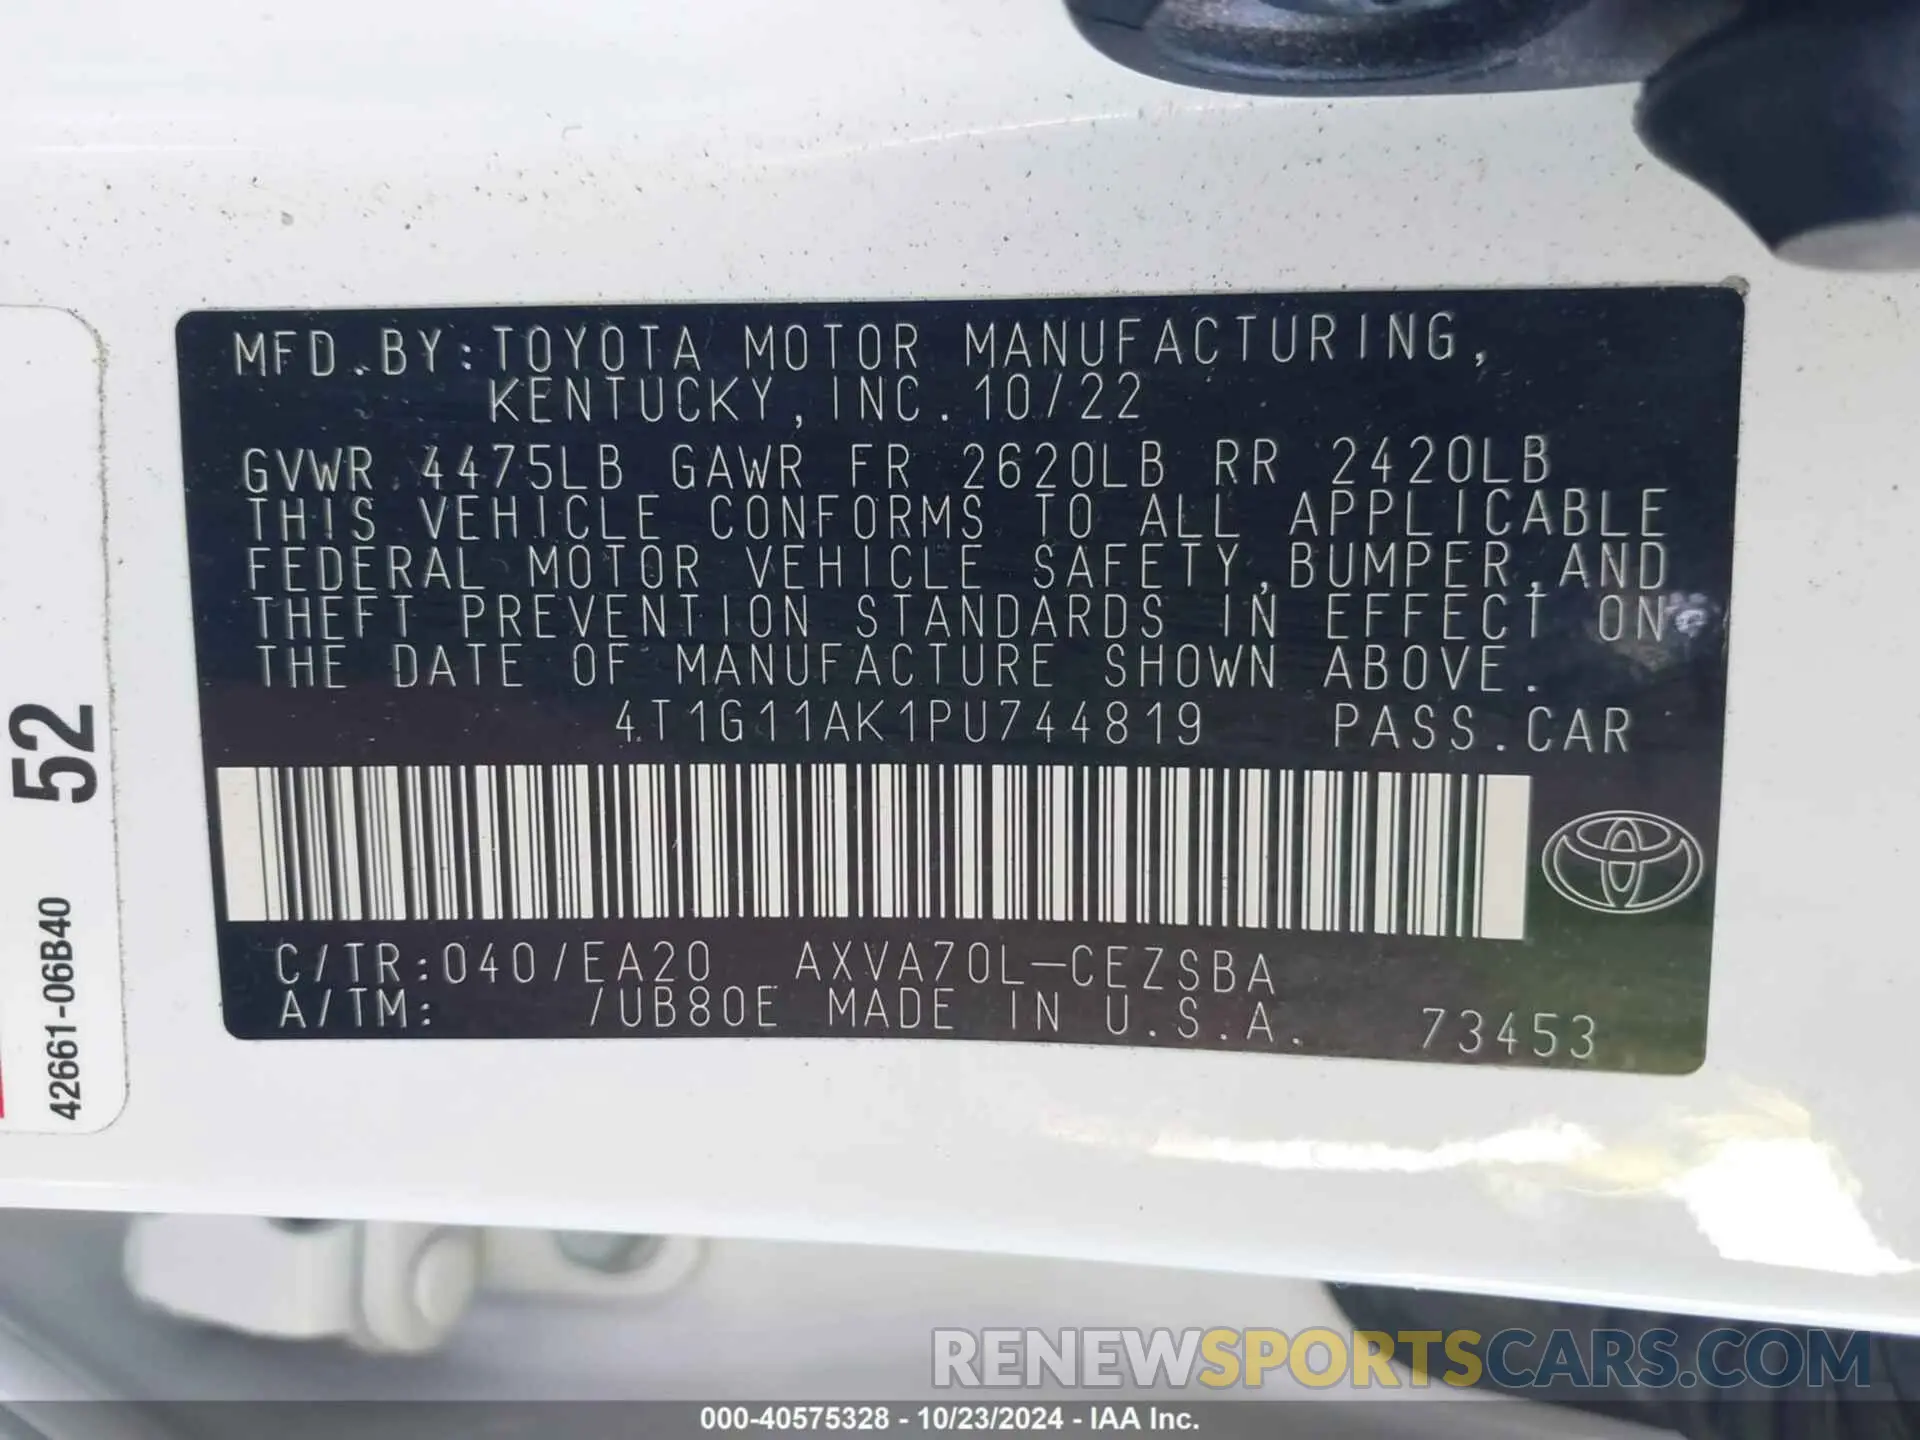 MFD.BY:TOYOTA MOTOR MANUFACTURING,
KENTUCKY,INC.10/22
GVWR 4475LB GAWR FR 2620LB RR 2420LB
THIS VEHICLE CONFORMS TO ALL APPLICABLE
FEDERAL MOTOR VEHICLE SAFETY,BUMPER,AND
THEFT PREVENTION STANDARDS IN EFFECT ON
THE DATE OF MANUFACTURE SHOWN ABOVE.
4T1G11AK1PU744819 PASS.CAR
C/TR:040/EA20 AXVA70L-CEZSBA
A/TM: /UB80E MADE IN U.S.A.
73453
52
42661-06B40
RENEWSPORTSCARS.COM
000-40575328 - 10/23/2024 - IAA Inc.